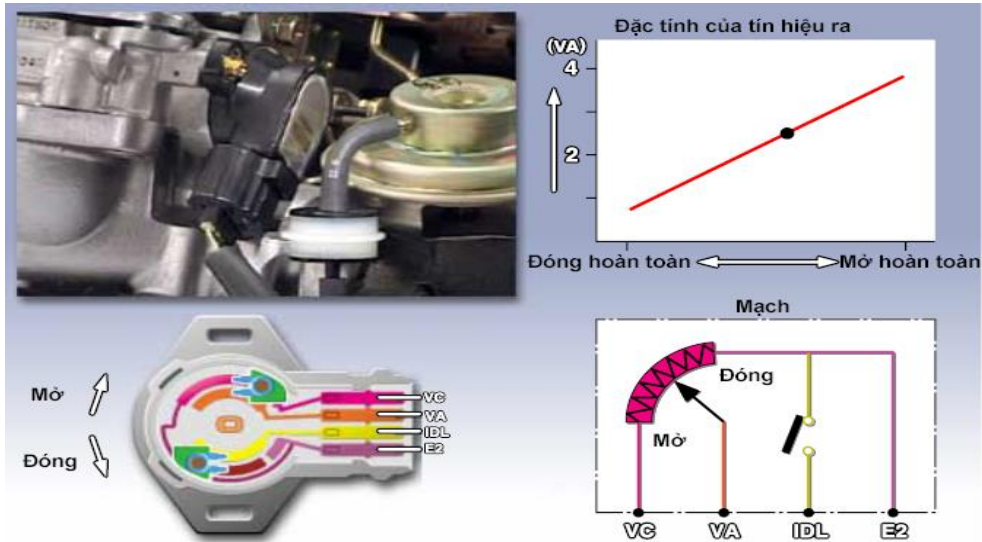 Đặc tính của tín hiệu ra
(VA)
4
2
Đóng hoàn toàn
Mở hoàn toàn
Mở
Đóng
VC
VA
IDL
E2
Mạch
Đóng
Mở
VC
VA
IDL
E2